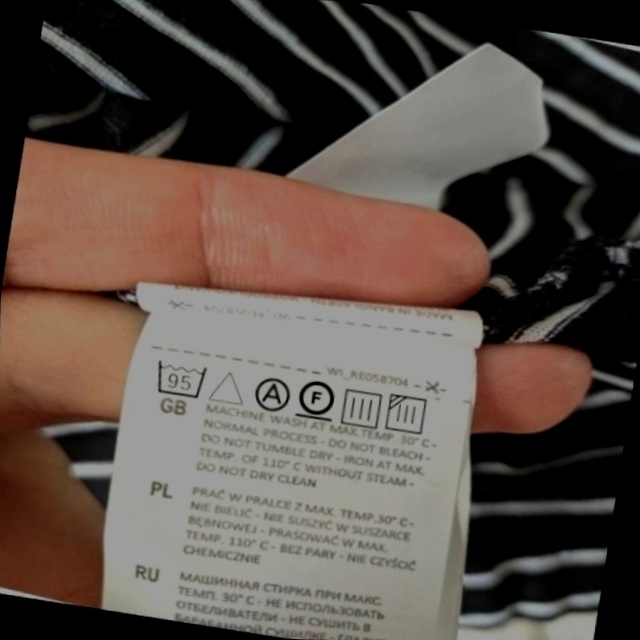 WI_RE058704
95 A F
GB MACHINE WASH AT MAX.TEMP. 30° C -
NORMAL PROCESS - DO NOT BLEACH -
DO NOT TUMBLE DRY - IRON AT MAX.
TEMP. OF 110° C WITHOUT STEAM -
DO NOT DRY CLEAN
PL PRAĆ W PRALCE Z MAX. TEMP.30° C -
NIE BIELIĆ - NIE SUSZYĆ W SUSZARCE
BĘBNOWEJ - PRASOWAĆ W MAX.
TEMP. 110° C - BEZ PARY - NIE CZYŚCIĆ
CHEMICZNIE
RU МАШИННАЯ СТИРКА ПРИ МАКС.
ТЕМП. 30° C - НЕ ИСПОЛЬЗОВАТЬ
ОТБЕЛИВАТЕЛИ - НЕ СУШИТЬ В